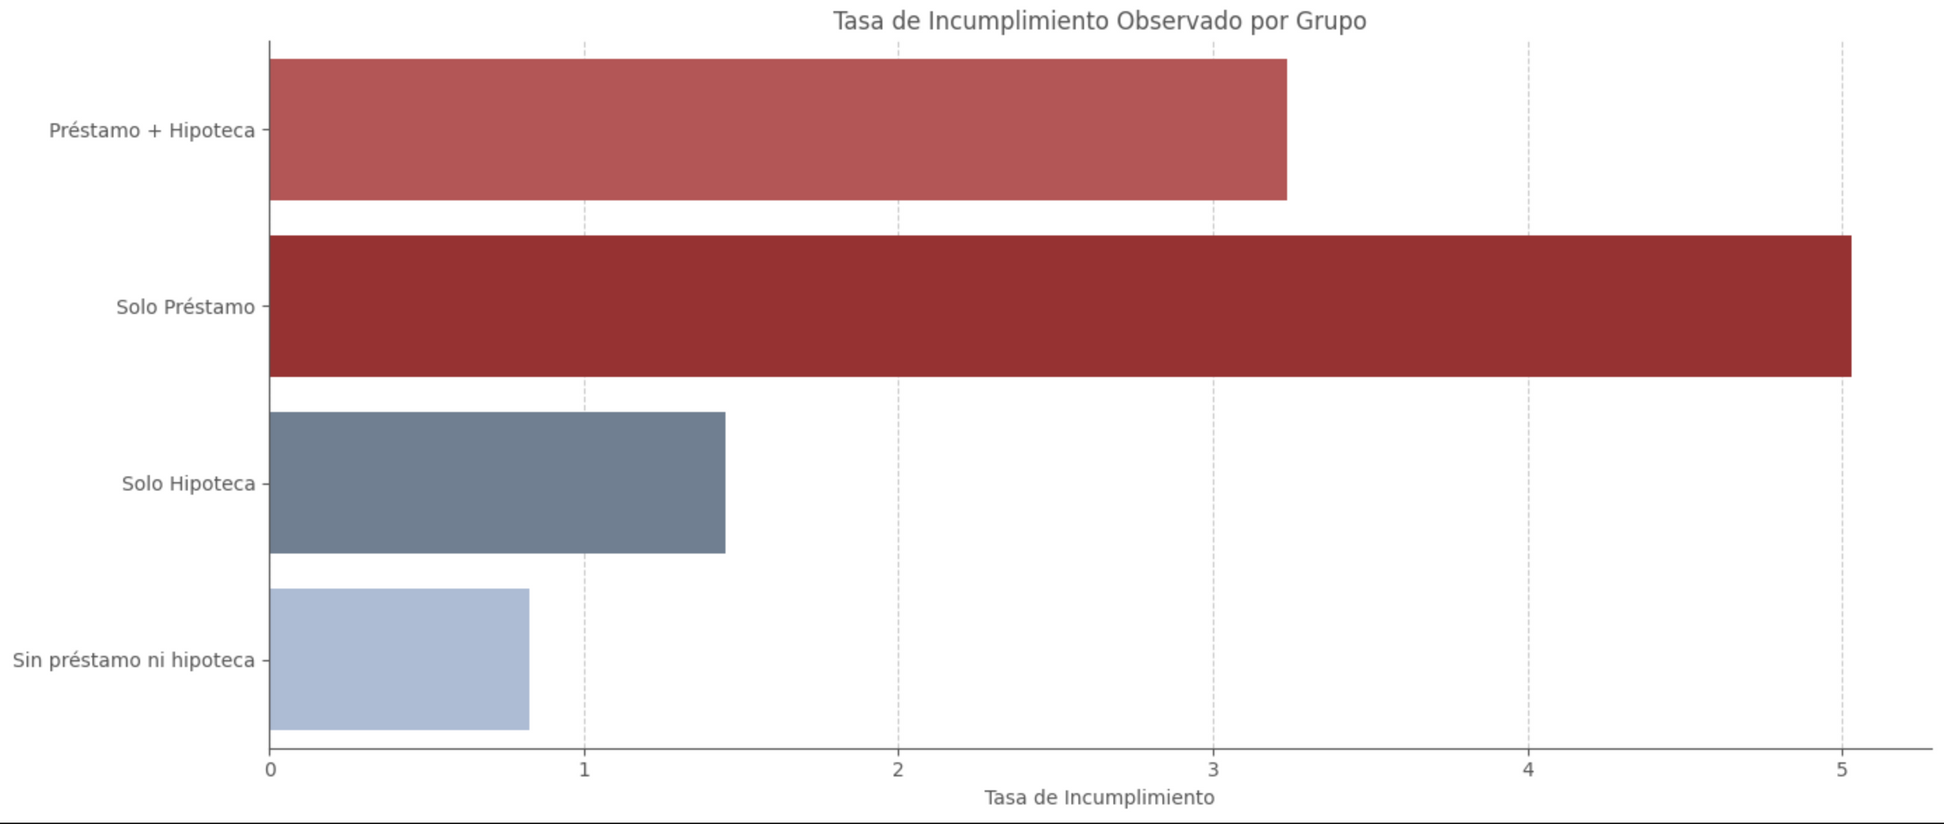 Tasa de Incumplimiento Observado por Grupo
Préstamo + Hipoteca
Solo Préstamo
Solo Hipoteca
Sin préstamo ni hipoteca
0 1 2 3 4 5
Tasa de Incumplimiento